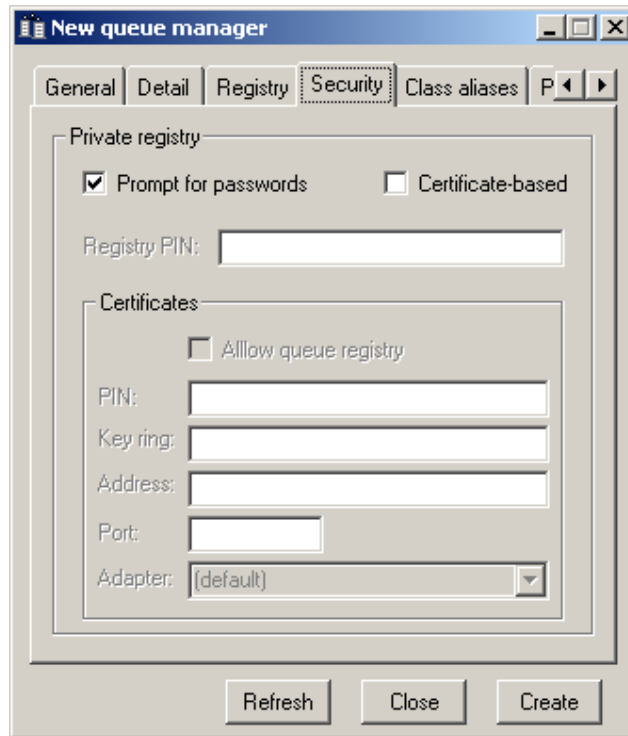 New queue manager
General Detail Registry Security Class aliases P
Private registry
Prompt for passwords Certificate-based
Registry PIN:
Certificates
Alllow queue registry
PIN:
Key ring:
Address:
Port:
Adapter: (default)
Refresh Close Create